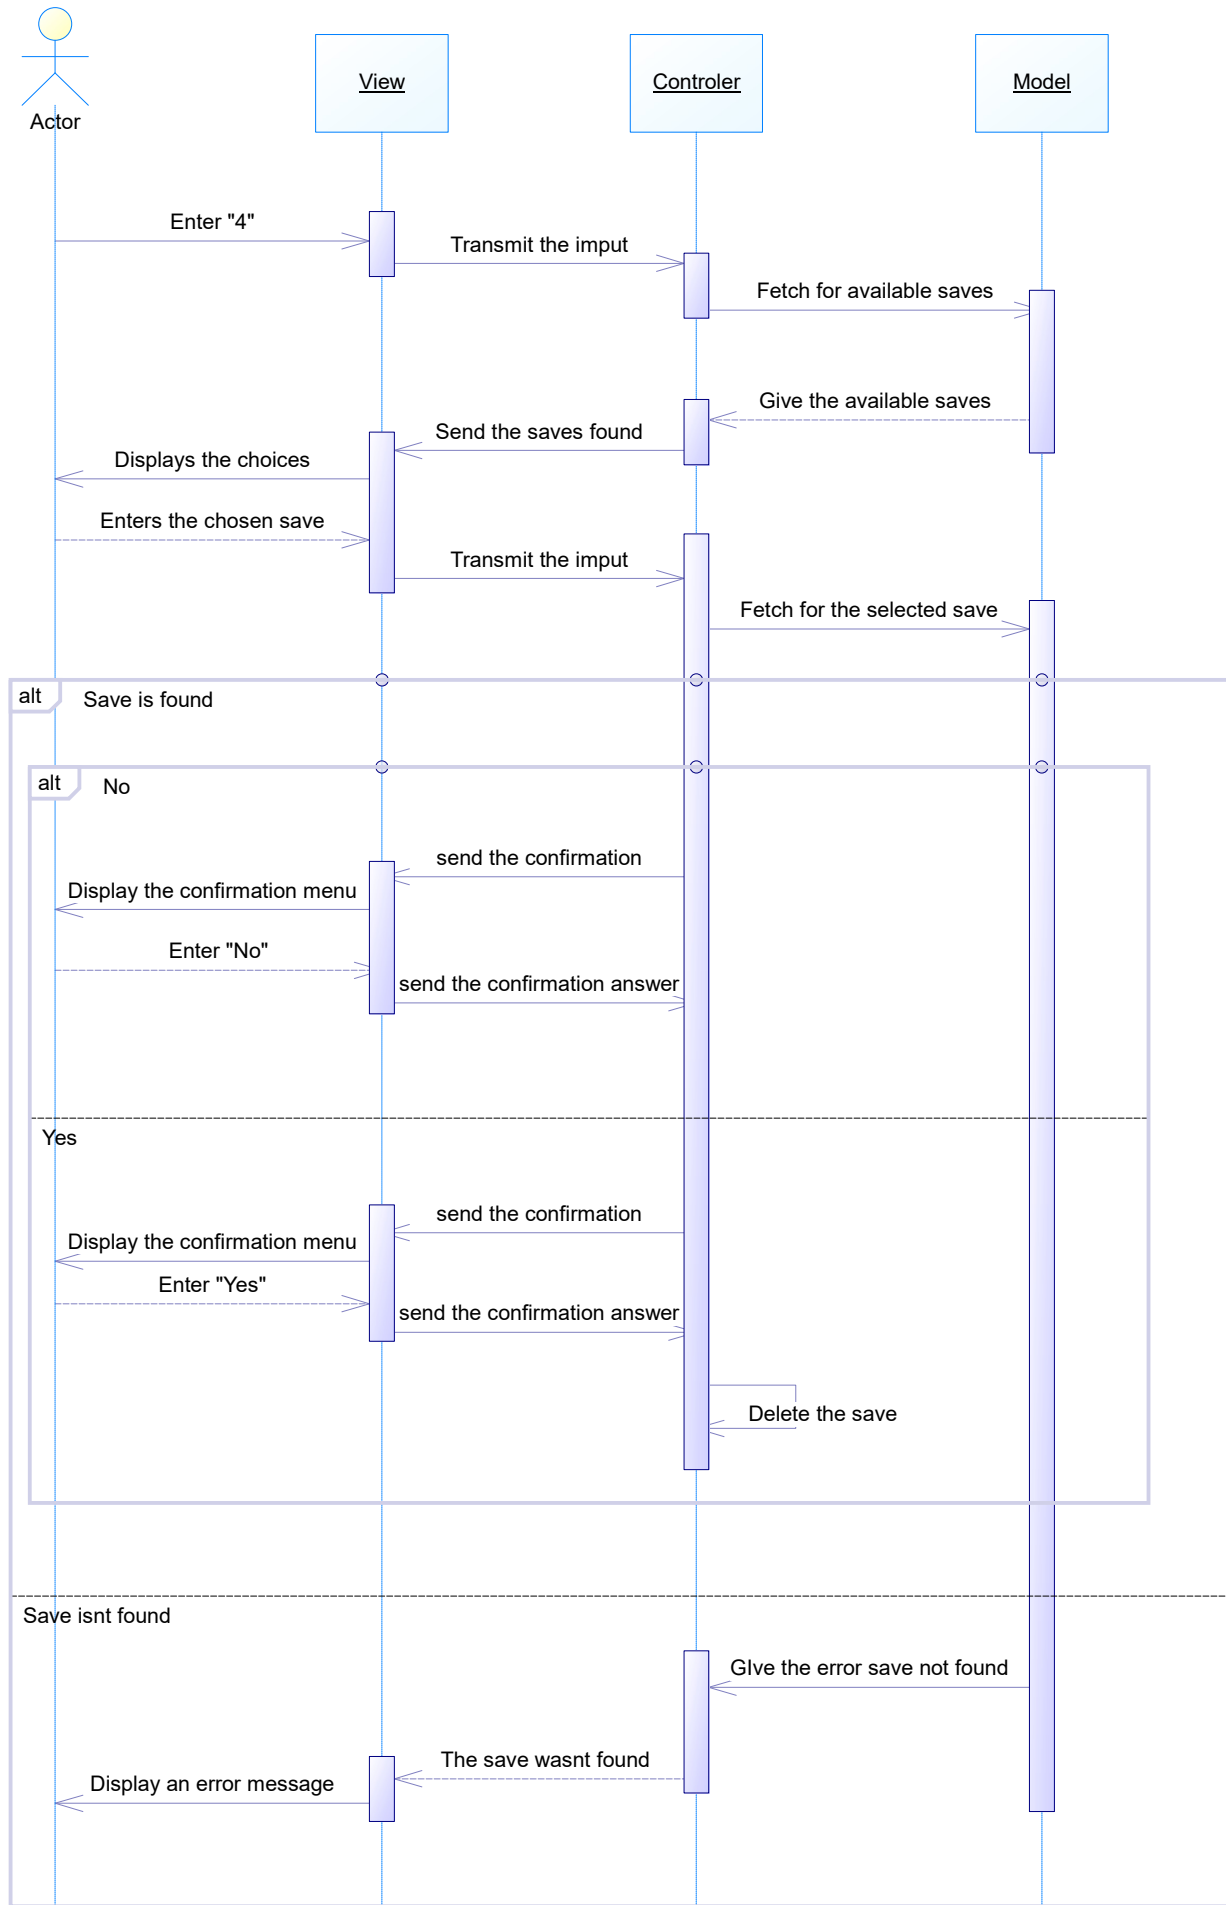 Actor
View
Controler
Model
Enter "4"
Transmit the imput
Fetch for available saves
Give the available saves
Send the saves found
Displays the choices
Enters the chosen save
Transmit the imput
Fetch for the selected save
alt
Save is found
alt
No
send the confirmation
Display the confirmation menu
Enter "No"
send the confirmation answer
Yes
send the confirmation
Display the confirmation menu
Enter "Yes"
send the confirmation answer
Delete the save
Save isnt found
GIve the error save not found
The save wasnt found
Display an error message